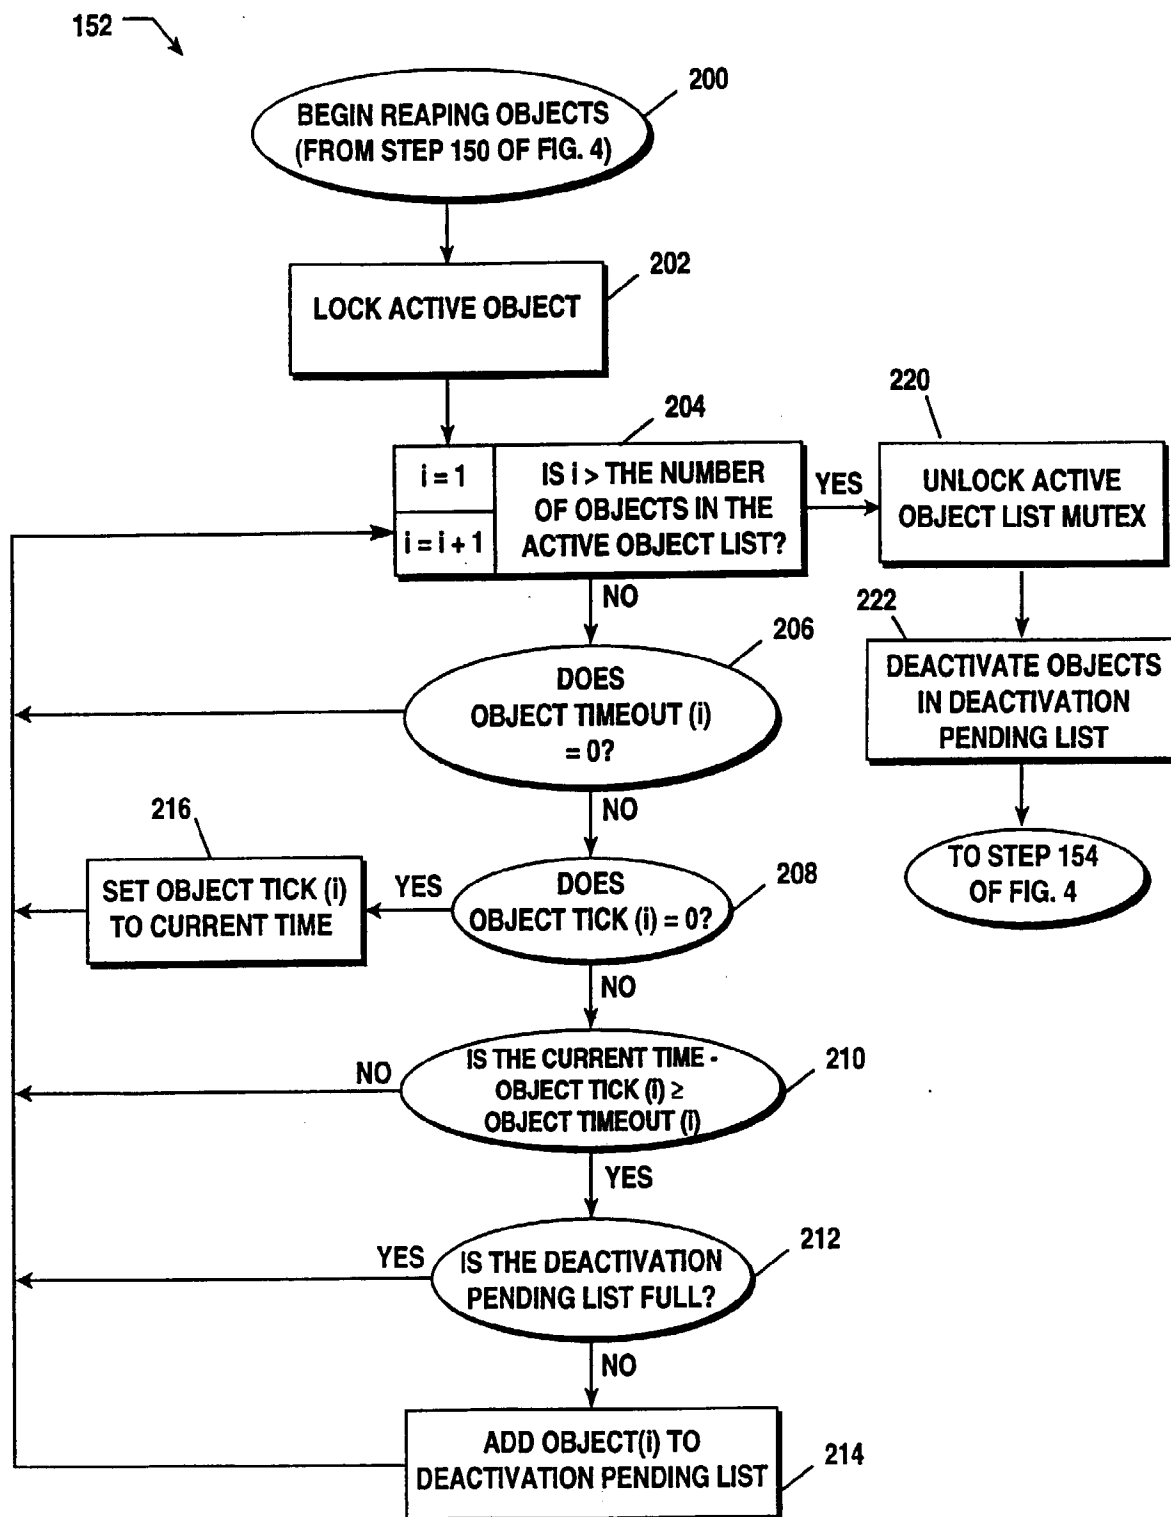 152
200
BEGIN REAPING OBJECTS
(FROM STEP 150 OF FIG. 4)
202
LOCK ACTIVE OBJECT
204
i = 1
i = i + 1
IS i > THE NUMBER
OF OBJECTS IN THE
ACTIVE OBJECT LIST?
YES
220
UNLOCK ACTIVE
OBJECT LIST MUTEX
NO
222
DEACTIVATE OBJECTS
IN DEACTIVATION
PENDING LIST
TO STEP 154
OF FIG. 4
206
DOES
OBJECT TIMEOUT (i)
= 0?
NO
208
DOES
OBJECT TICK (i) = 0?
YES
216
SET OBJECT TICK (i)
TO CURRENT TIME
NO
210
IS THE CURRENT TIME -
OBJECT TICK (i) ≥
OBJECT TIMEOUT (i)
NO
YES
212
IS THE DEACTIVATION
PENDING LIST FULL?
YES
NO
ADD OBJECT(i) TO
DEACTIVATION PENDING LIST
214